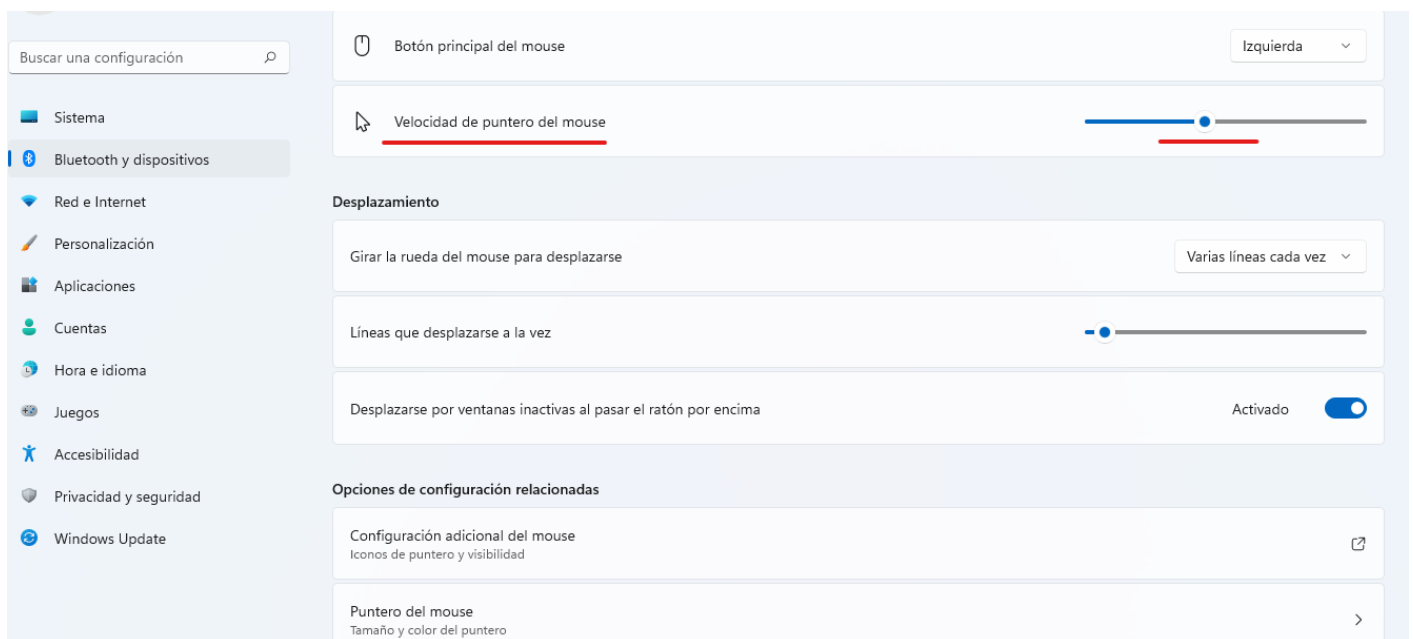 Buscar una configuración
Sistema
Bluetooth y dispositivos
Red e Internet
Personalización
Aplicaciones
Cuentas
Hora e idioma
Juegos
Accesibilidad
Privacidad y seguridad
Windows Update
Botón principal del mouse
Izquierda
Velocidad de puntero del mouse
Desplazamiento
Girar la rueda del mouse para desplazarse
Varias líneas cada vez
Líneas que desplazarse a la vez
Desplazarse por ventanas inactivas al pasar el ratón por encima
Activado
Opciones de configuración relacionadas
Configuración adicional del mouse
Iconos de puntero y visibilidad
Puntero del mouse
Tamaño y color del puntero